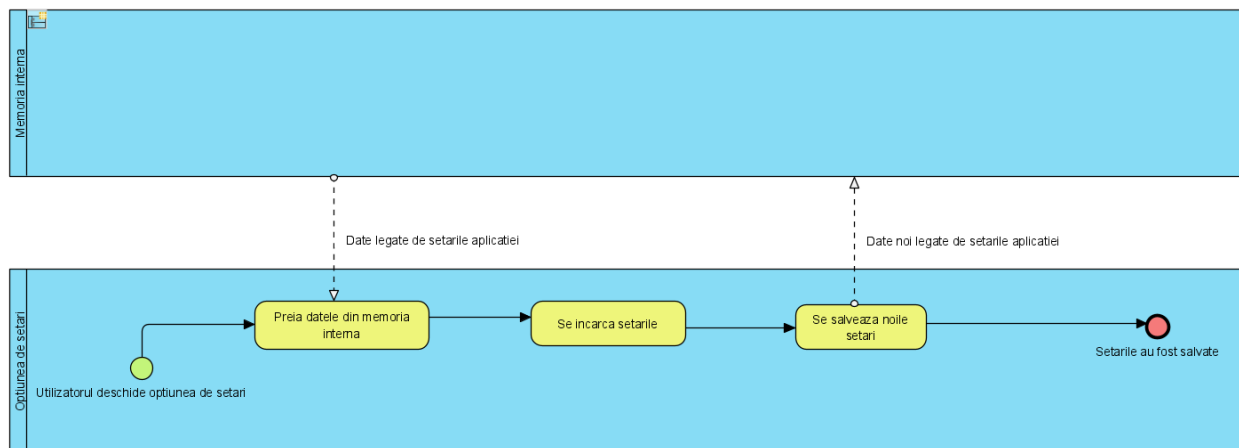 Memoria interna
Date legate de setarile aplicatiei
Date noi legate de setarile aplicatiei
Optiunea de setari
Utilizatorul deschide optiunea de setari
Preia datele din memoria
interna
Se incarca setarile
Se salveaza noile
setari
Setarile au fost salvate